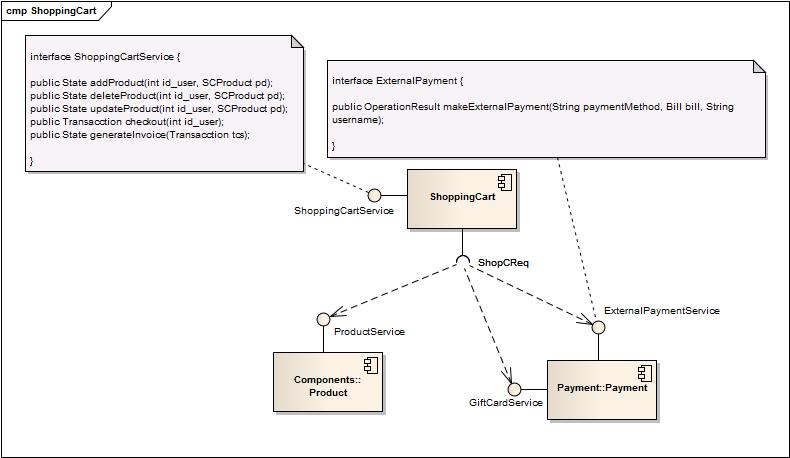 cmp ShoppingCart
interface ShoppingCartService {
public State addProduct(int id_user, SCProduct pd);
public State deleteProduct(int id_user, SCProduct pd);
public State updateProduct(int id_user, SCProduct pd);
public Transacction checkout(int id_user);
public State generateInvoice(Transacction tcs);
}
interface ExternalPayment {
public OperationResult makeExternalPayment(String paymentMethod, Bill bill, String
username);
}
ShoppingCart
ShoppingCartService
ShopCReq
ExternalPaymentService
ProductService
Components::
Product
Payment::Payment
GiftCardService